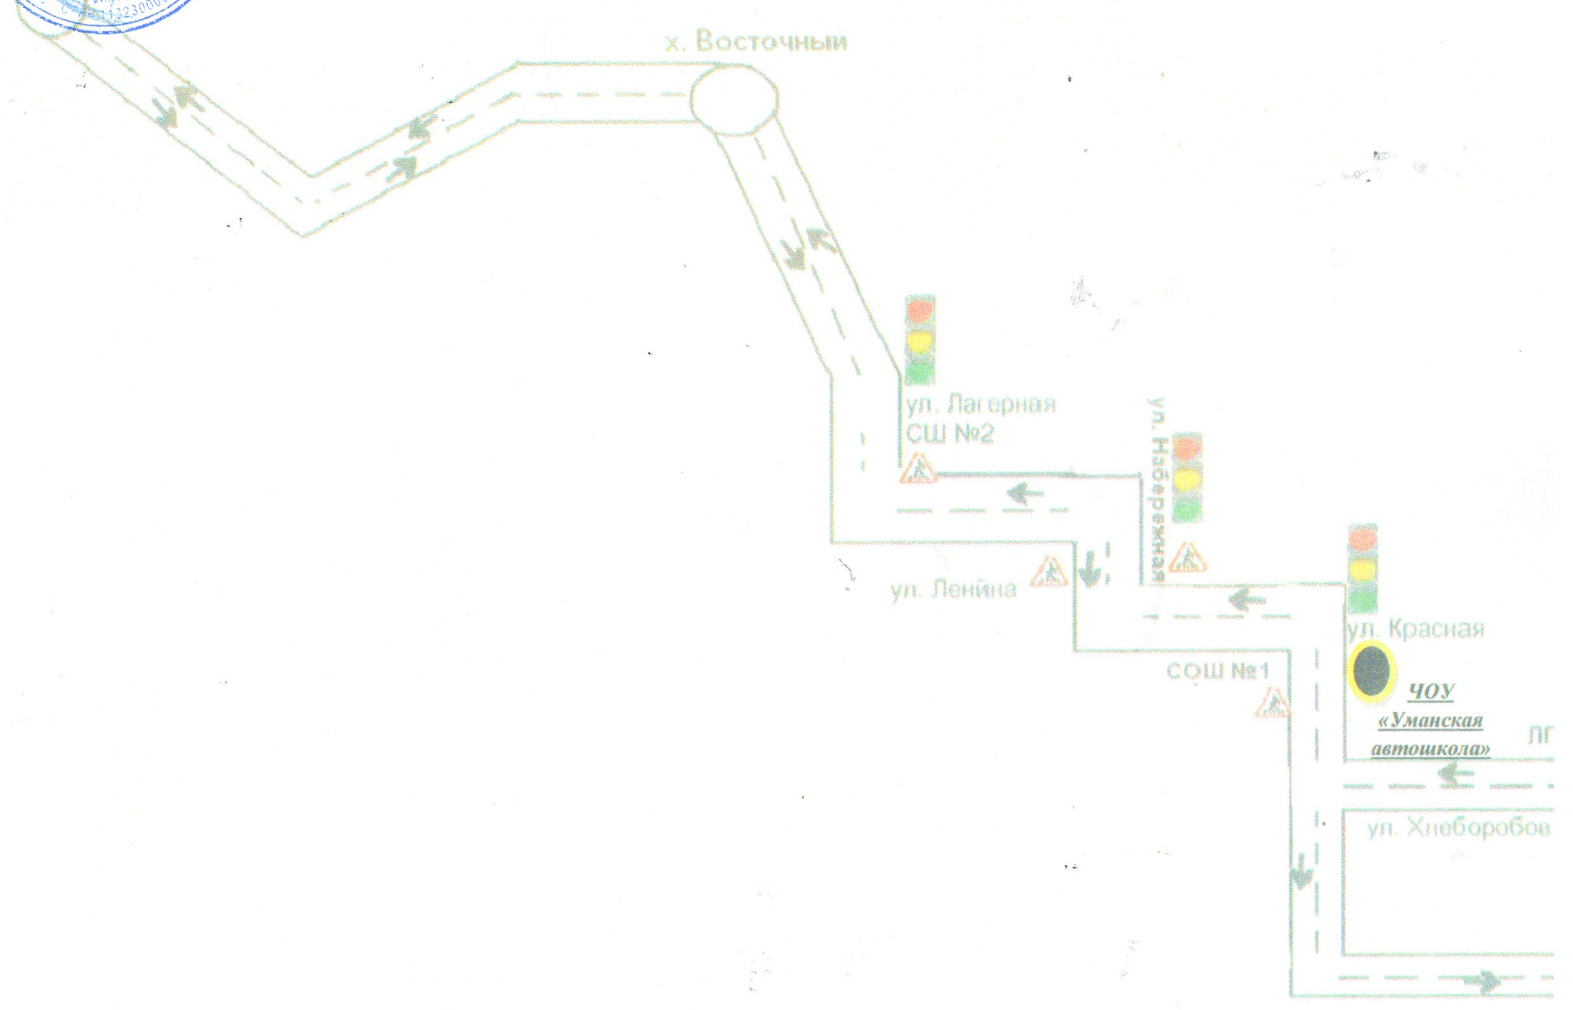 х. Восточный
ул. Лагерная
СШ №2
ул. Набережная
ул. Ленина
ул. Красная
СОШ №1
ЧОУ
«Уманская
автошкола»
ул. Хлеборобов